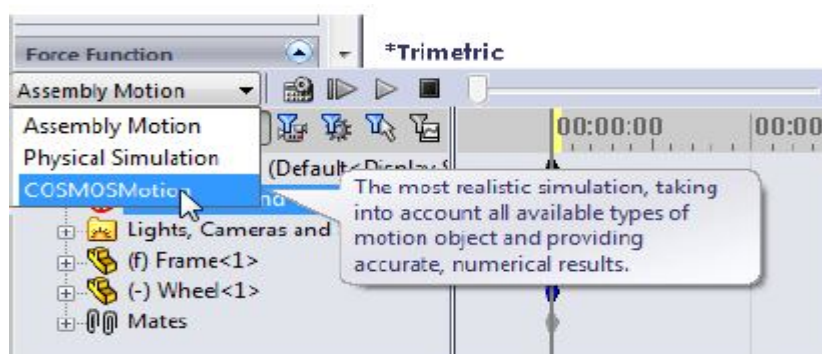 Force Function
*Trimetric
Assembly Motion
Assembly Motion
00:00:00 00:00
Physical Simulation
(Default<Display S
COSMOSMotion
nd
The most realistic simulation, taking
into account all available types of
motion object and providing
accurate, numerical results.
Lights, Cameras and
(f) Frame<1>
(-) Wheel<1>
Mates